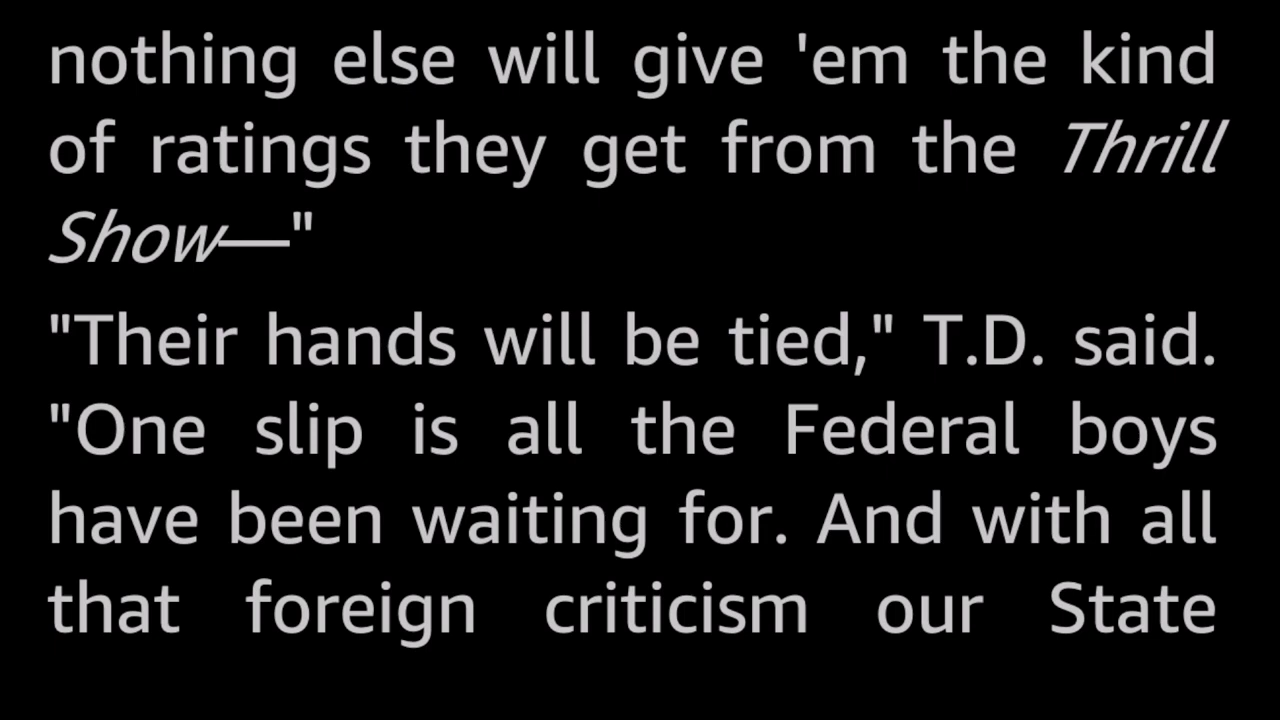 nothing else will give 'em the kind
of ratings they get from the Thrill
Show—"
"Their hands will be tied," T.D. said.
"One slip is all the Federal boys
have been waiting for. And with all
that foreign criticism our State